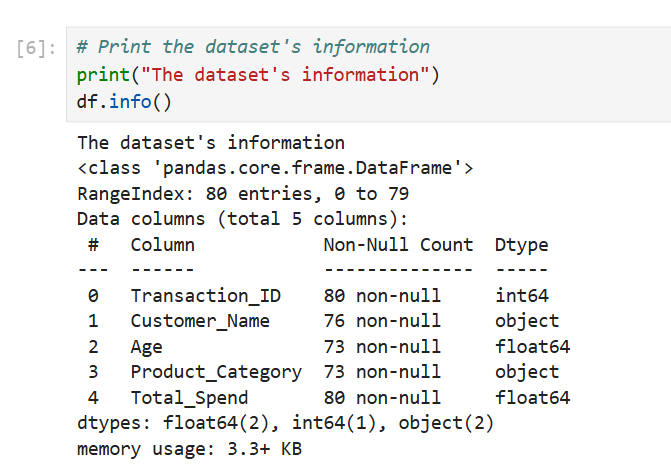 [6]: # Print the dataset's information
print("The dataset's information")
df.info()
The dataset's information
<class 'pandas.core.frame.DataFrame'>
RangeIndex: 80 entries, 0 to 79
Data columns (total 5 columns):
 #   Column            Non-Null Count  Dtype
---  ------            --------------  -----
 0   Transaction_ID    80 non-null     int64
 1   Customer_Name     76 non-null     object
 2   Age               73 non-null     float64
 3   Product_Category  73 non-null     object
 4   Total_Spend       80 non-null     float64
dtypes: float64(2), int64(1), object(2)
memory usage: 3.3+ KB